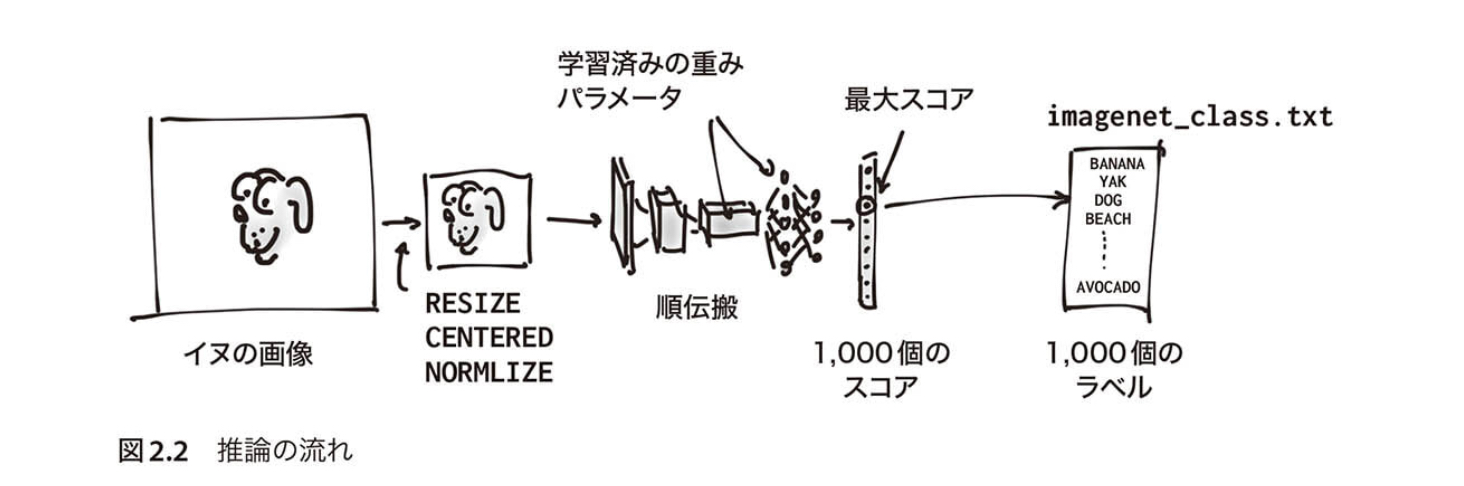 学習済みの重み
パラメータ
最大スコア
imagenet_class.txt
BANANA
YAK
DOG
BEACH
AVOCADO
RESIZE
CENTERED
NORMLIZE
順伝搬
イヌの画像
1,000個の
スコア
1,000個の
ラベル
図2.2 推論の流れ